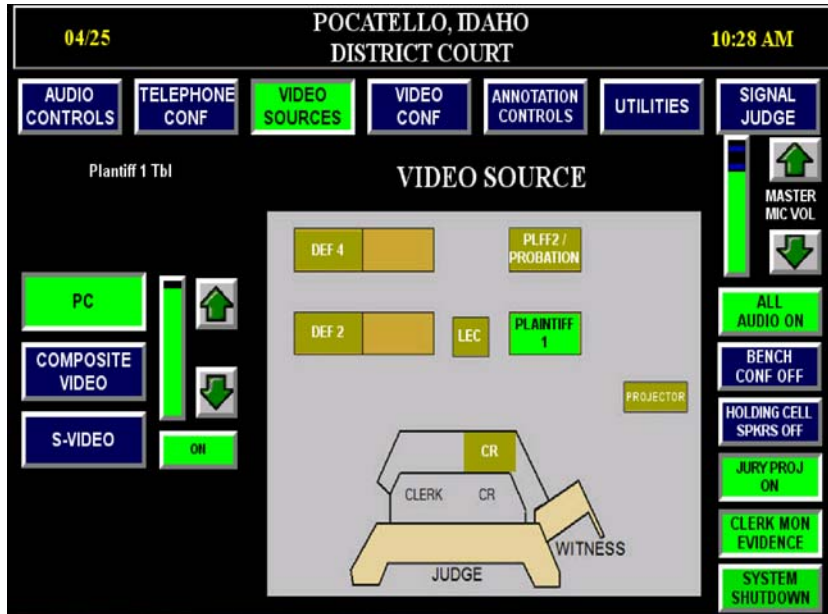 04/25
POCATELLO, IDAHO
DISTRICT COURT
10:28 AM
AUDIO
CONTROLS
TELEPHONE
CONF
VIDEO
SOURCES
VIDEO
CONF
ANNOTATION
CONTROLS
UTILITIES
SIGNAL
JUDGE
Plantiff 1 Tbl
VIDEO SOURCE
MASTER
MIC VOL
DEF 4
PLFF2 /
PROBATION
PC
DEF 2
LEC
PLAINTIFF
1
ALL
AUDIO ON
COMPOSITE
VIDEO
BENCH
CONF OFF
PROJECTOR
HOLDING CELL
SPKRS OFF
S-VIDEO
ON
CR
JURY PROJ
ON
CLERK
CR
CLERK MON
EVIDENCE
WITNESS
JUDGE
SYSTEM
SHUTDOWN